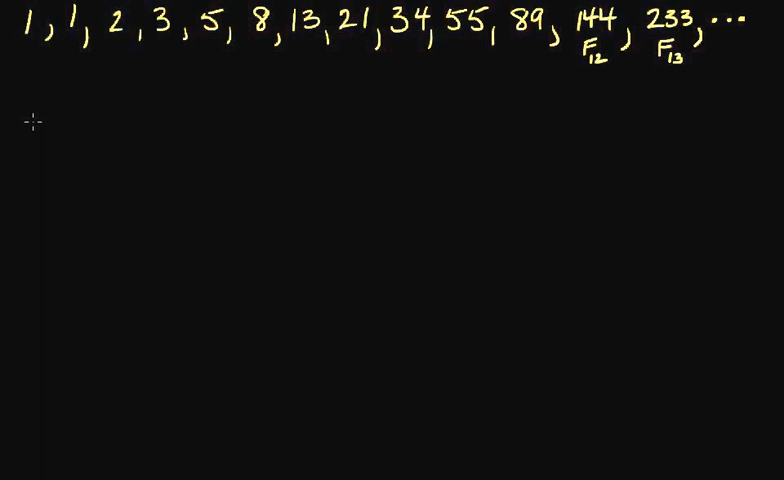 1, 1, 2, 3, 5, 8, 13, 21, 34, 55, 89, 144, 233, ...
F12 F13